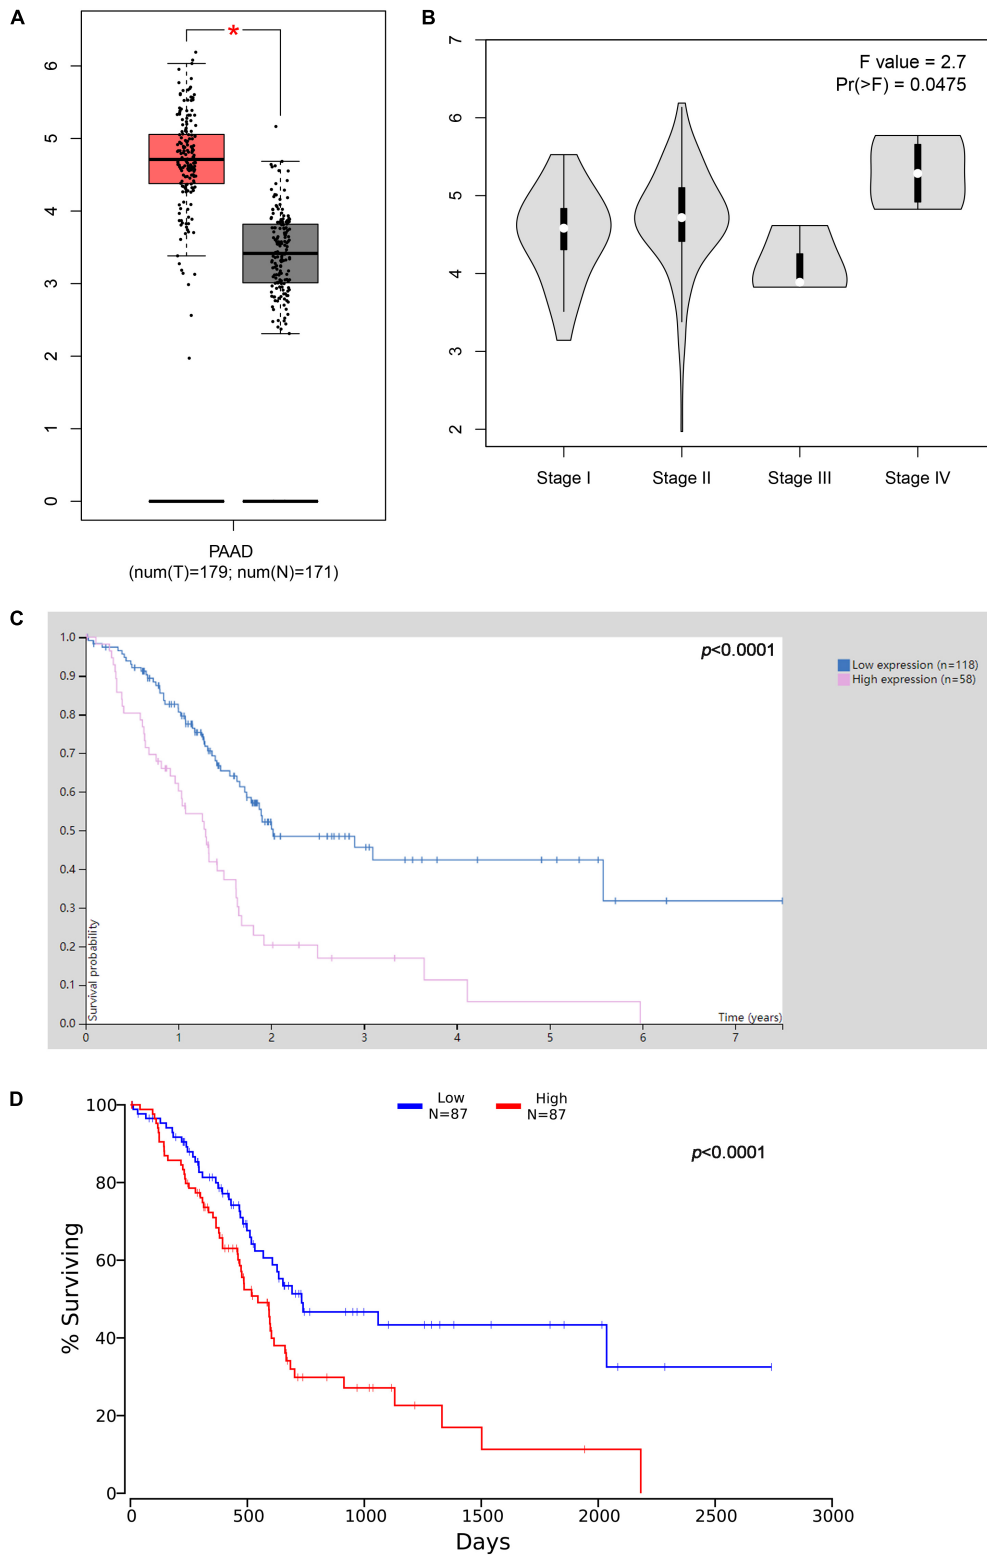 A
*
6
5
4
3
2
1
0
PAAD
(num(T)=179; num(N)=171)
B
F value = 2.7
Pr(>F) = 0.0475
7
6
5
4
3
2
Stage I
Stage II
Stage III
Stage IV
C
p<0.0001
Low expression (n=118)
High expression (n=58)
1.0
0.9
0.8
0.7
0.6
0.5
0.4
0.3
0.2
0.1
0.0
Survival probability
Time (years)
0 1 2 3 4 5 6 7
D
Low
N=87
High
N=87
p<0.0001
100
80
60
40
20
0
% Surviving
0 500 1000 1500 2000 2500 3000
Days